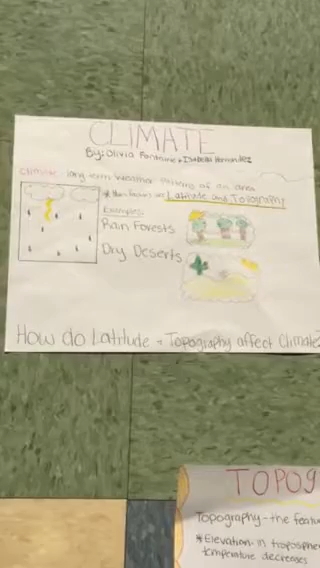 CLIMATE
By: Olivia Fontaine + Isabella Hernandez
Climate - long term weather patterns of an area
* Main factors are Latitude and Topography
Examples:
Rain Forests
Dry Deserts
How do Latitude + Topography affect Climate?
TOPOG
Topography - the featu
*Elevation: in troposphe
temperature decreases